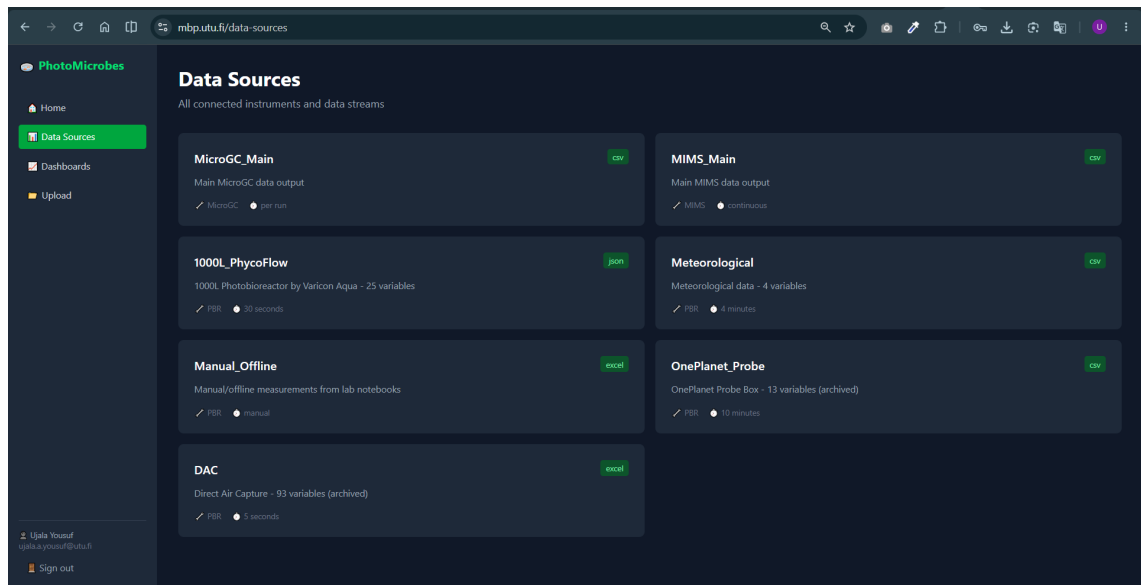 mbp.utu.fi/data-sources
U
PhotoMicrobes
Home
Data Sources
Dashboards
Upload
Data Sources
All connected instruments and data streams
MicroGC_Main
csv
Main MicroGC data output
MicroGC per run
MIMS_Main
csv
Main MIMS data output
MIMS continuous
1000L_PhycoFlow
json
1000L Photobioreactor by Varicon Aqua - 25 variables
PBR 30 seconds
Meteorological
csv
Meteorological data - 4 variables
PBR 4 minutes
Manual_Offline
excel
Manual/offline measurements from lab notebooks
PBR manual
OnePlanet_Probe
csv
OnePlanet Probe Box - 13 variables (archived)
PBR 10 minutes
DAC
excel
Direct Air Capture - 93 variables (archived)
PBR 5 seconds
Ujala Yousuf
ujala.a.yousuf@utu.fi
Sign out